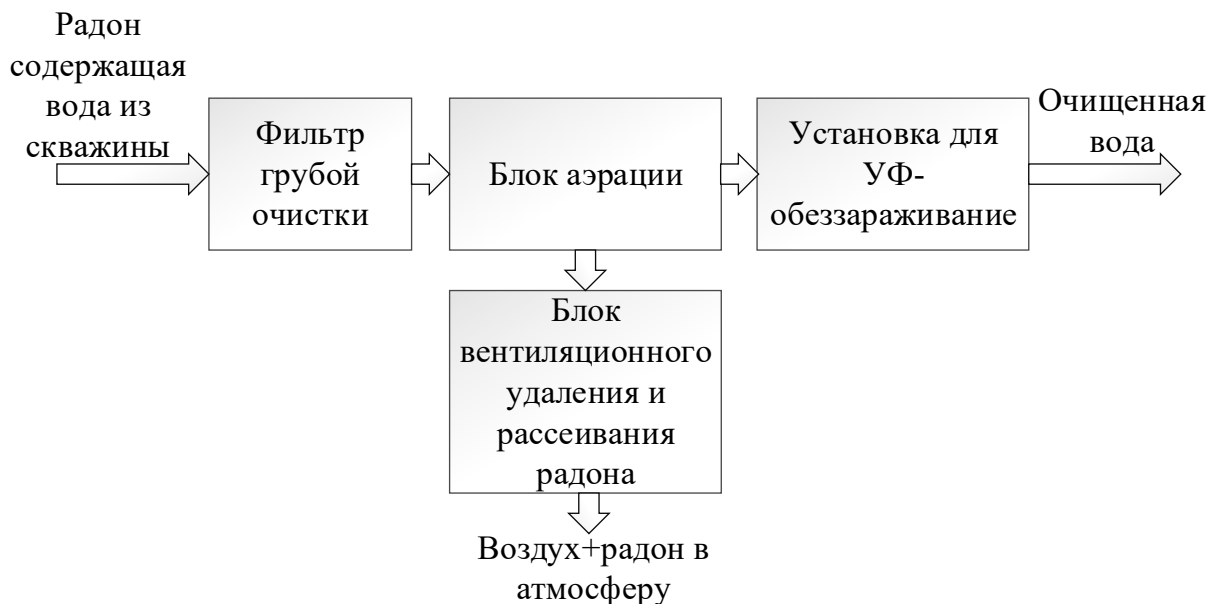 Радон
содержащая
вода из
скважины
Фильтр
грубой
очистки
Блок аэрации
Установка для
УФ-
обеззараживание
Очищенная
вода
Блок
вентиляционного
удаления и
рассеивания
радона
Воздух+радон в
атмосферу